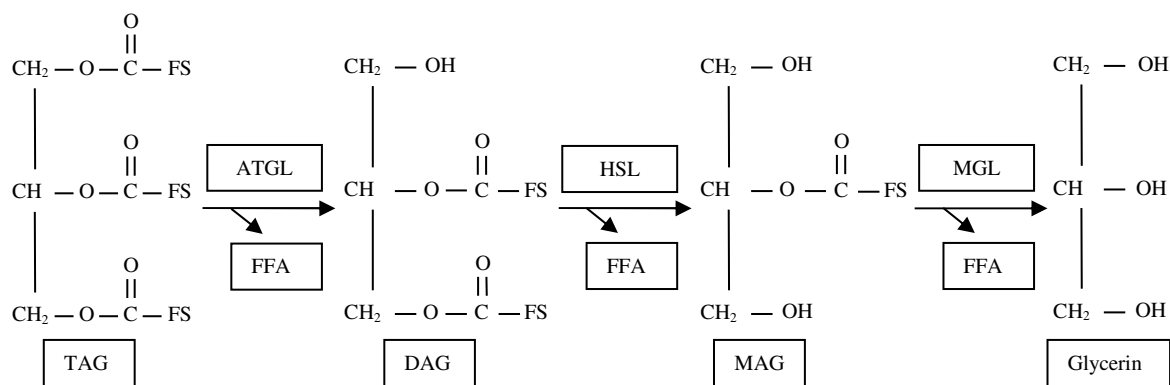 O O
CH2 — O — C — FS CH2 — OH CH2 — OH CH2 — OH
O O O
ATGL HSL MGL
CH — O — C — FS CH — O — C — FS CH — O — C — FS CH — OH
FFA FFA FFA
O O
CH2 — O — C — FS CH2 — O — C — FS CH2 — OH CH2 — OH
TAG DAG MAG Glycerin